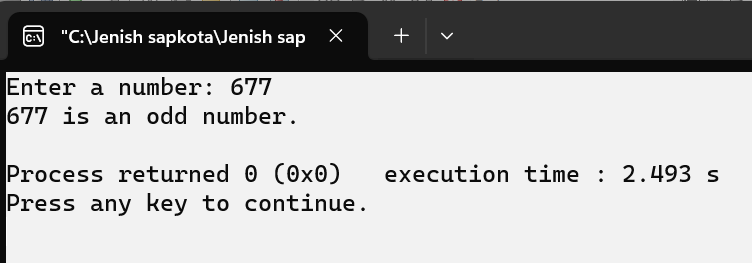 "C:\Jenish sapkota\Jenish sap
Enter a number: 677
677 is an odd number.
Process returned 0 (0x0)   execution time : 2.493 s
Press any key to continue.